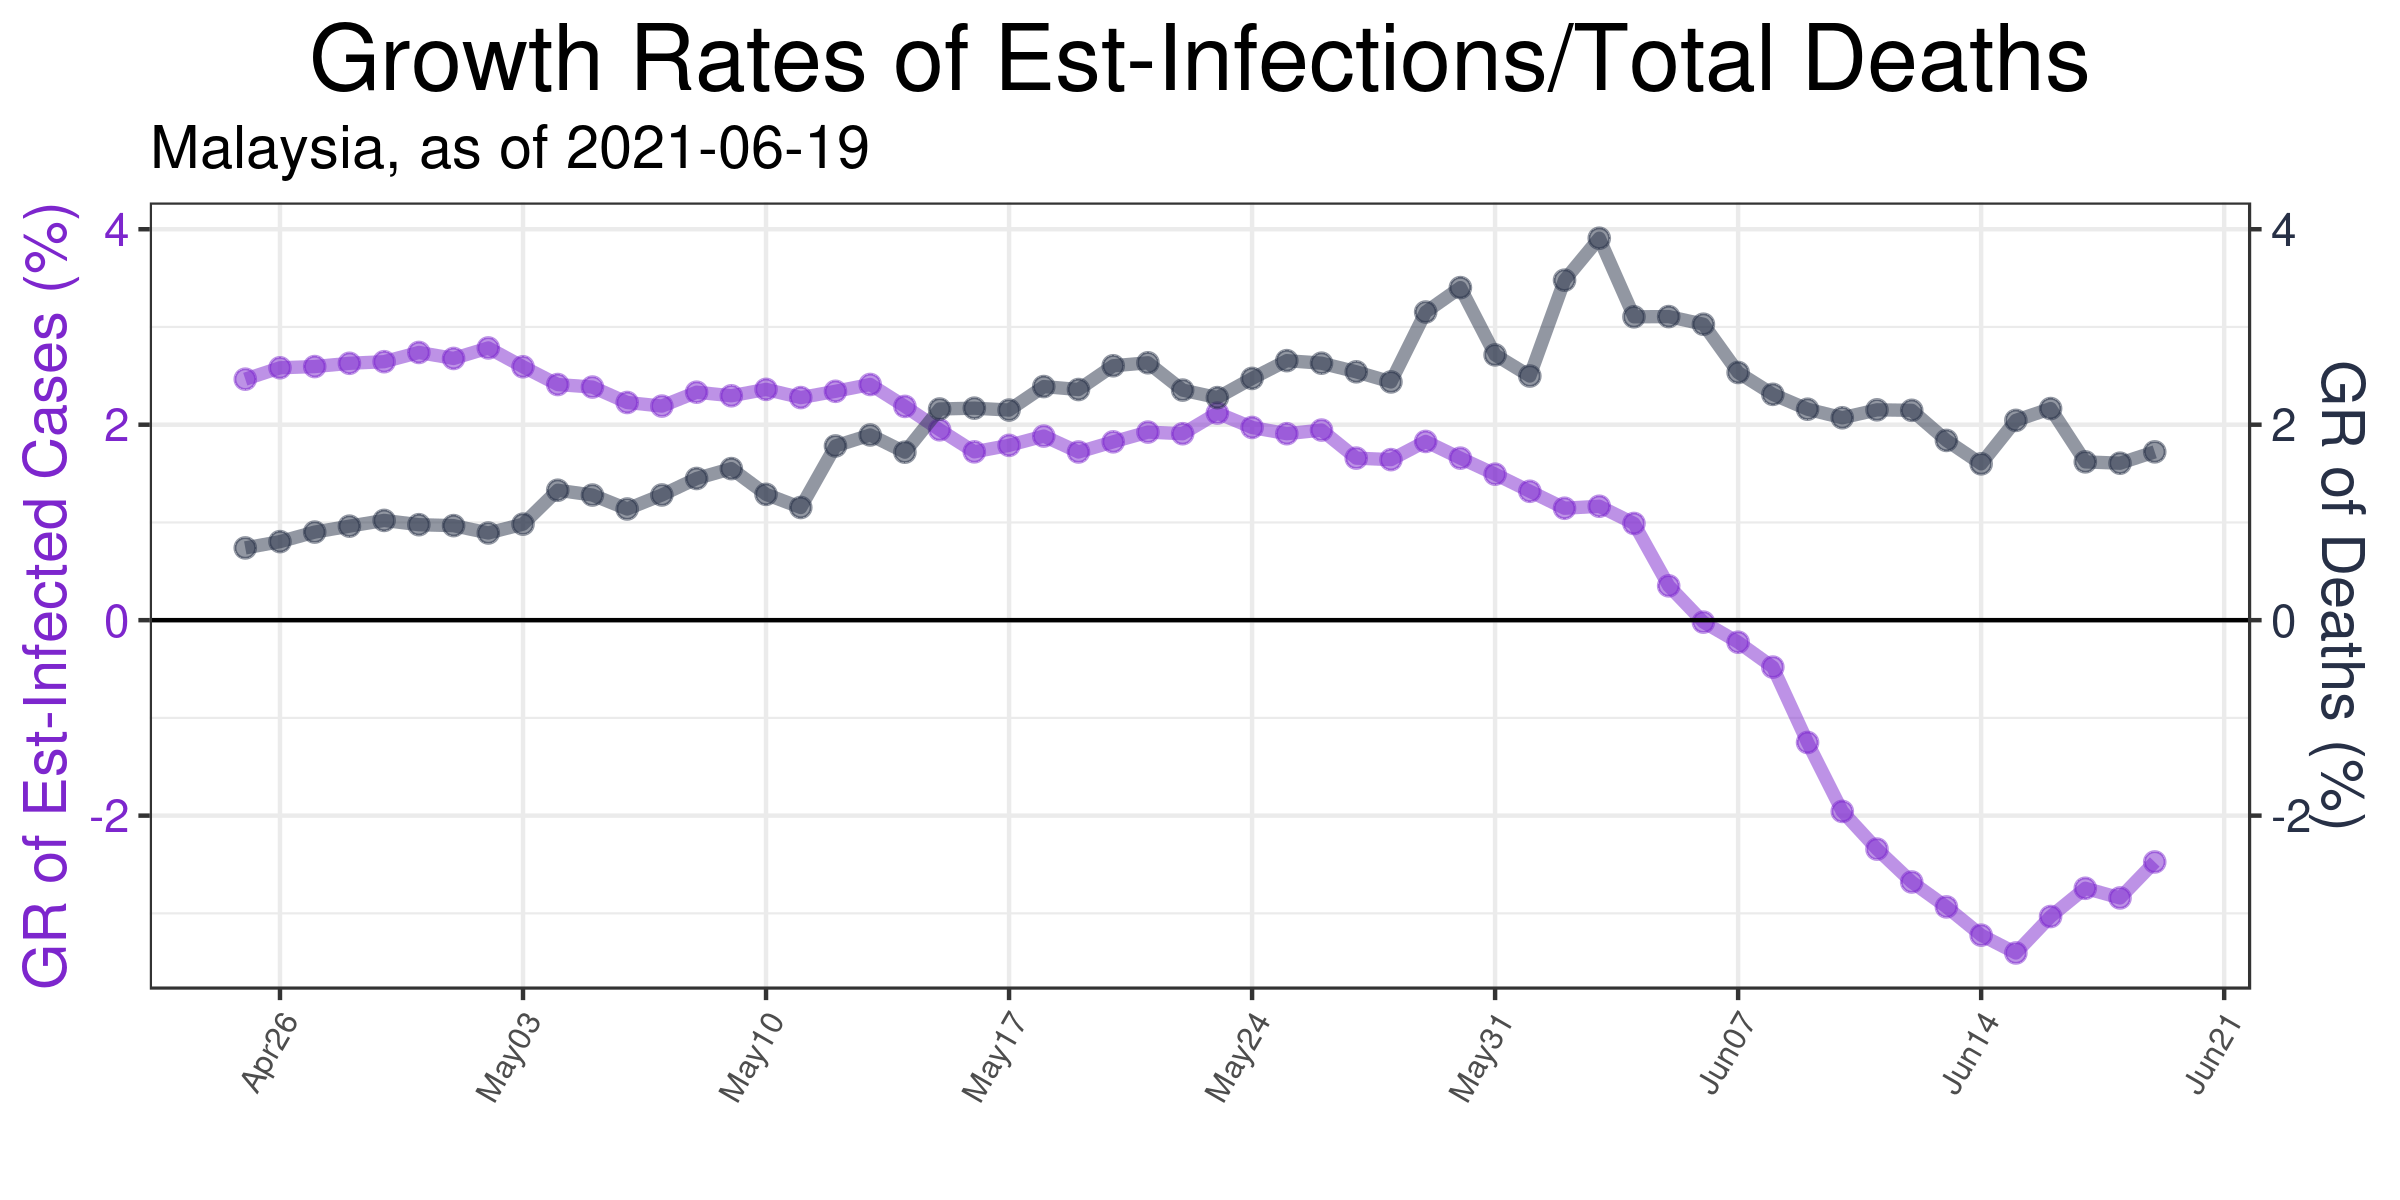 Growth Rates of Est-Infections/Total Deaths
Malaysia, as of 2021-06-19
GR of Est-Infected Cases (%)
4
2
0
-2
4
2
0
-2
GR of Deaths (%)
Apr26
May03
May10
May17
May24
May31
Jun07
Jun14
Jun21